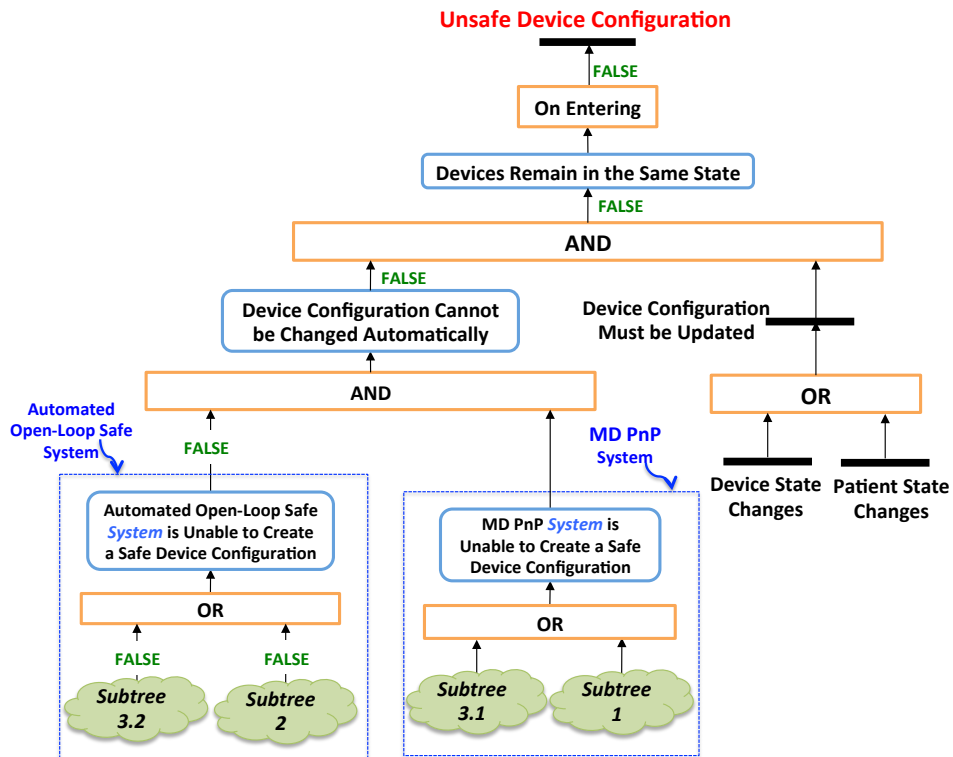 Unsafe Device Configuration
FALSE
On Entering
Devices Remain in the Same State
FALSE
AND
FALSE
Device Configuration Cannot
be Changed Automatically
Device Configuration
Must be Updated
AND
OR
Automated
Open-Loop Safe
System
FALSE
MD PnP
System
Device State
Changes
Patient State
Changes
Automated Open-Loop Safe
System is Unable to Create
a Safe Device Configuration
MD PnP System is
Unable to Create a Safe
Device Configuration
OR
OR
FALSE
FALSE
Subtree
3.2
Subtree
2
Subtree
3.1
Subtree
1